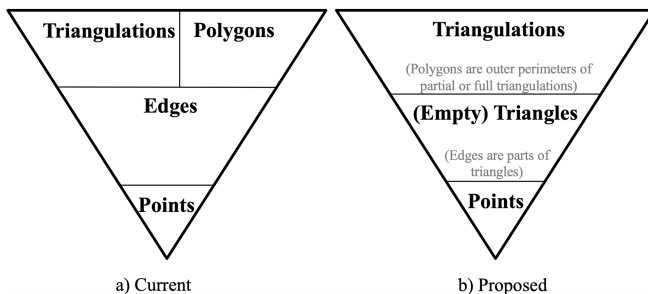 Triangulations Polygons
Edges
Points
a) Current
Triangulations
(Polygons are outer perimeters of
partial or full triangulations)
(Empty) Triangles
(Edges are parts of
triangles)
Points
b) Proposed